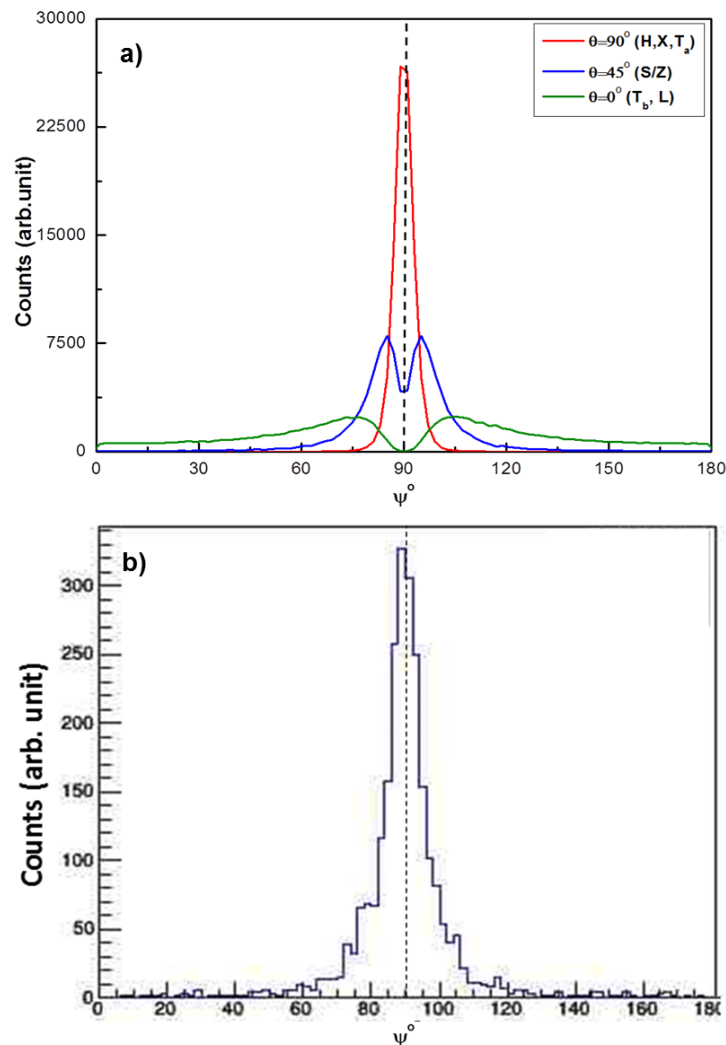 30000
a)
θ=90° (H,X,Tₐ)
θ=45° (S/Z)
θ=0° (T_b, L)
22500
Counts (arb.unit)
15000
7500
0
0 30 60 90 120 150 180
ψ°
b)
300
250
Counts (arb. unit)
200
150
100
50
0
0 20 40 60 80 100 120 140 160 180
ψ°